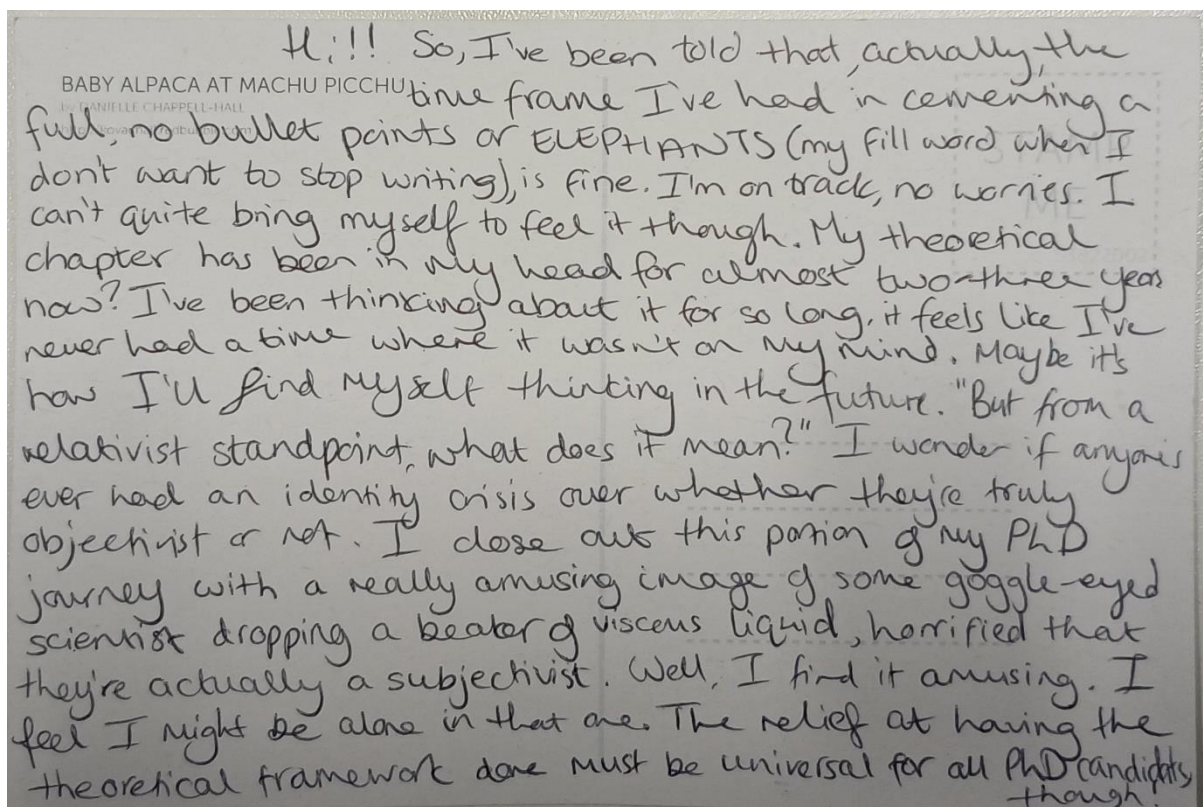 Hi!!! So, I've been told that, actually, the
BABY ALPACA AT MACHU PICCHU
time frame I've had in cementing a
by DANIELLE CHAPPELL-HALL
full, no bullet points or ELEPHANTS (my fill word when I
don't want to stop writing), is fine. I'm on track, no worries. I
can't quite bring myself to feel it though. My theoretical
chapter has been in my head for almost two-three years
now? I've been thinking about it for so long, it feels like I've
never had a time where it wasn't on my mind. Maybe it's
how I'll find myself thinking in the future. "But from a
relativist standpoint, what does it mean?" I wonder if anyone's
ever had an identity crisis over whether they're truly
objectivist or not. I close out this portion of my PhD
journey with a really amusing image of some goggle-eyed
scientist dropping a beaker of viscous liquid, horrified that
they're actually a subjectivist. Well, I find it amusing. I
feel I might be alone in that one. The relief at having the
theoretical framework done must be universal for all PhD candidates,
though